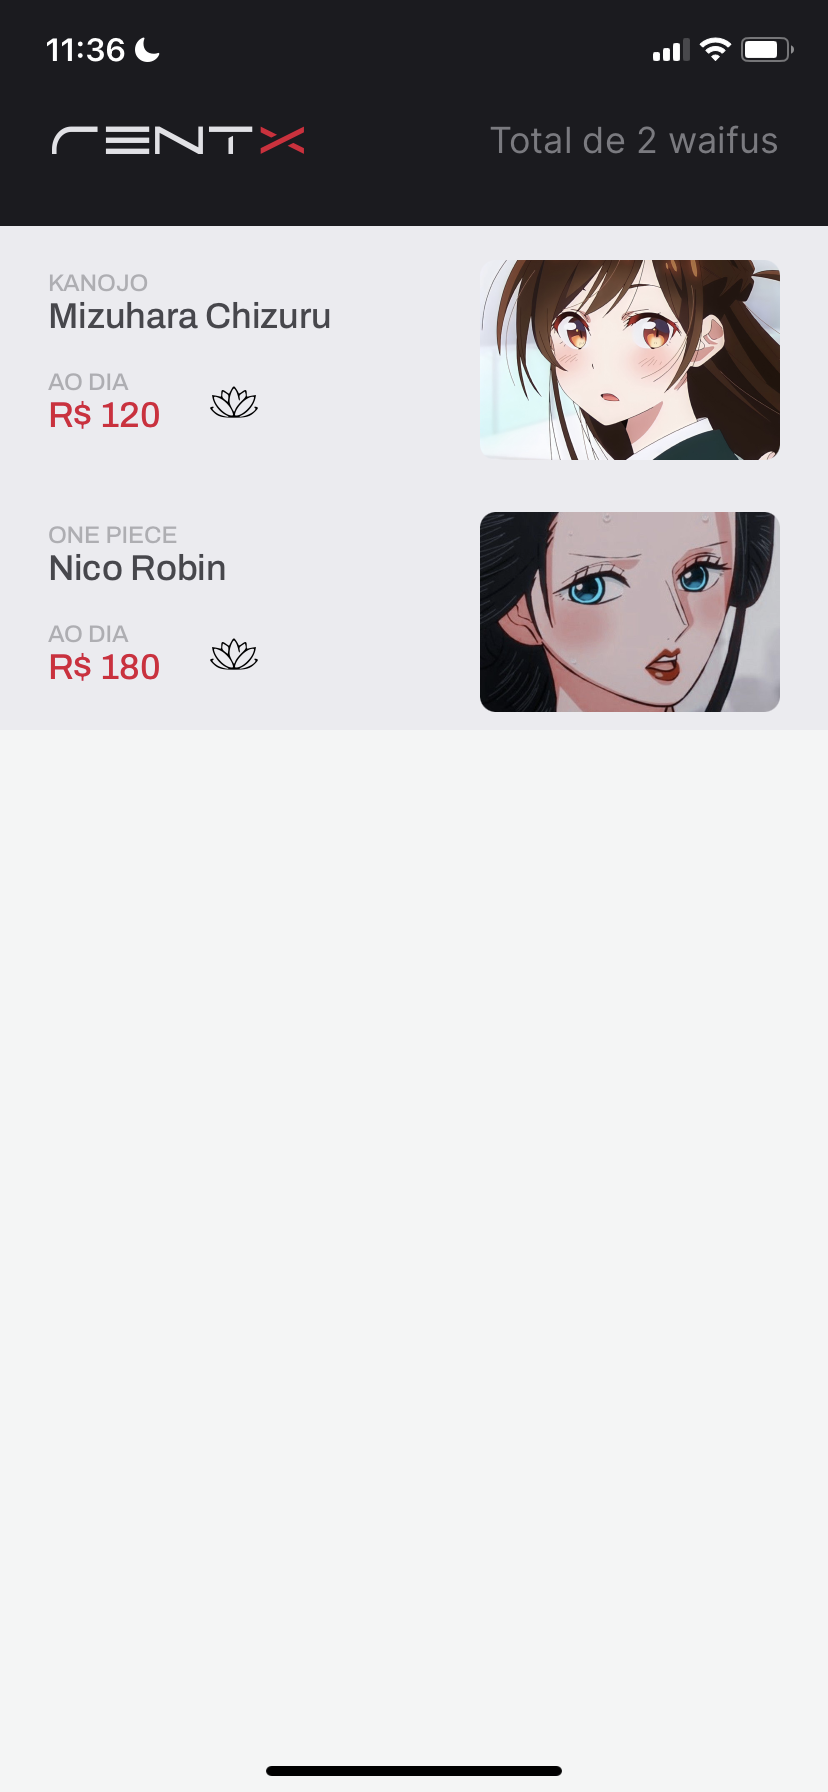 11:36
RENTX
Total de 2 waifus
KANOJO
Mizuhara Chizuru
AO DIA
R$ 120
ONE PIECE
Nico Robin
AO DIA
R$ 180